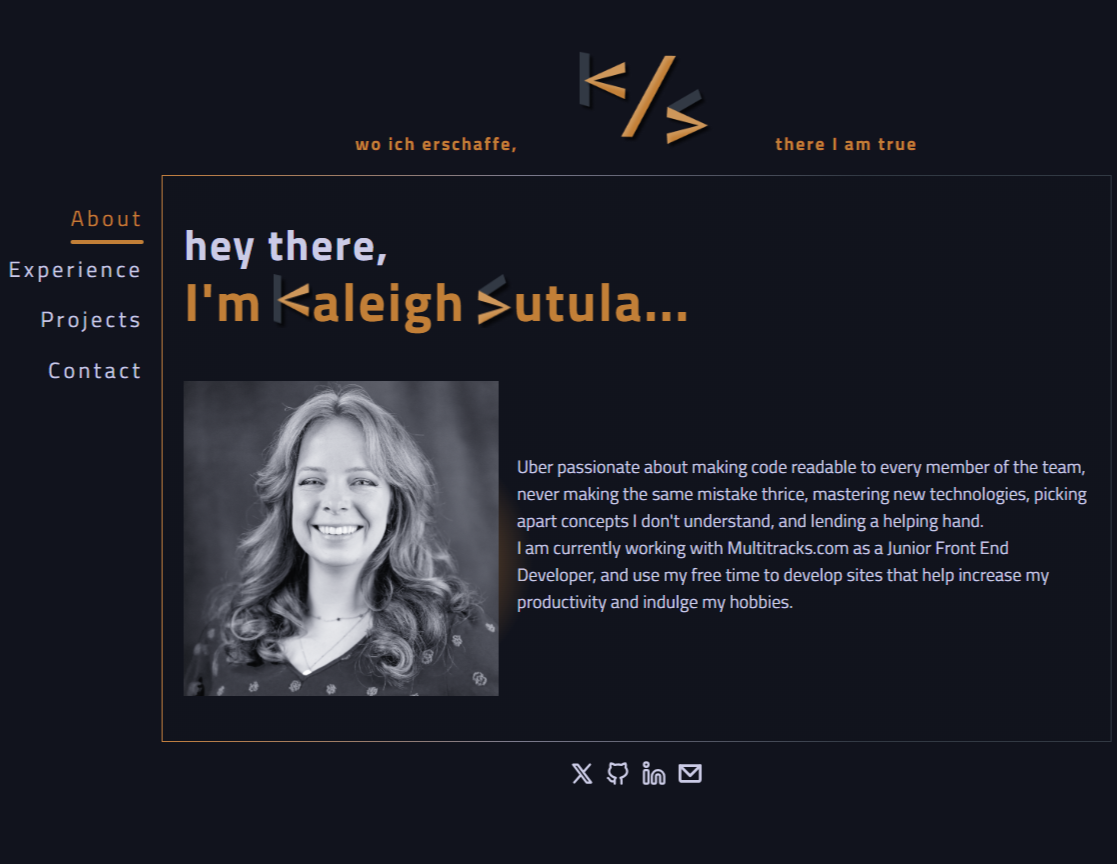 K/S
wo ich erschaffe,
there I am true
About
Experience
Projects
Contact
hey there,
I'm Kaleigh Sutula...
Uber passionate about making code readable to every member of the team,
never making the same mistake thrice, mastering new technologies, picking
apart concepts I don't understand, and lending a helping hand.
I am currently working with Multitracks.com as a Junior Front End
Developer, and use my free time to develop sites that help increase my
productivity and indulge my hobbies.